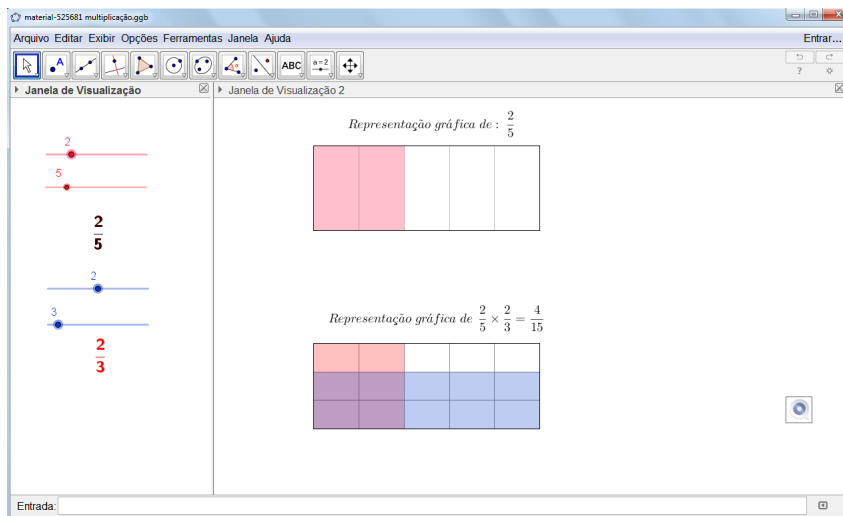 material-525681 multiplicação.ggb
Arquivo Editar Exibir Opções Ferramentas Janela Ajuda
Entrar...
A
ABC
a=2
?
Janela de Visualização
Janela de Visualização 2
2
5
2
5
2
3
2
3
Representação gráfica de : 2/5
Representação gráfica de 2/5 × 2/3 = 4/15
Entrada: